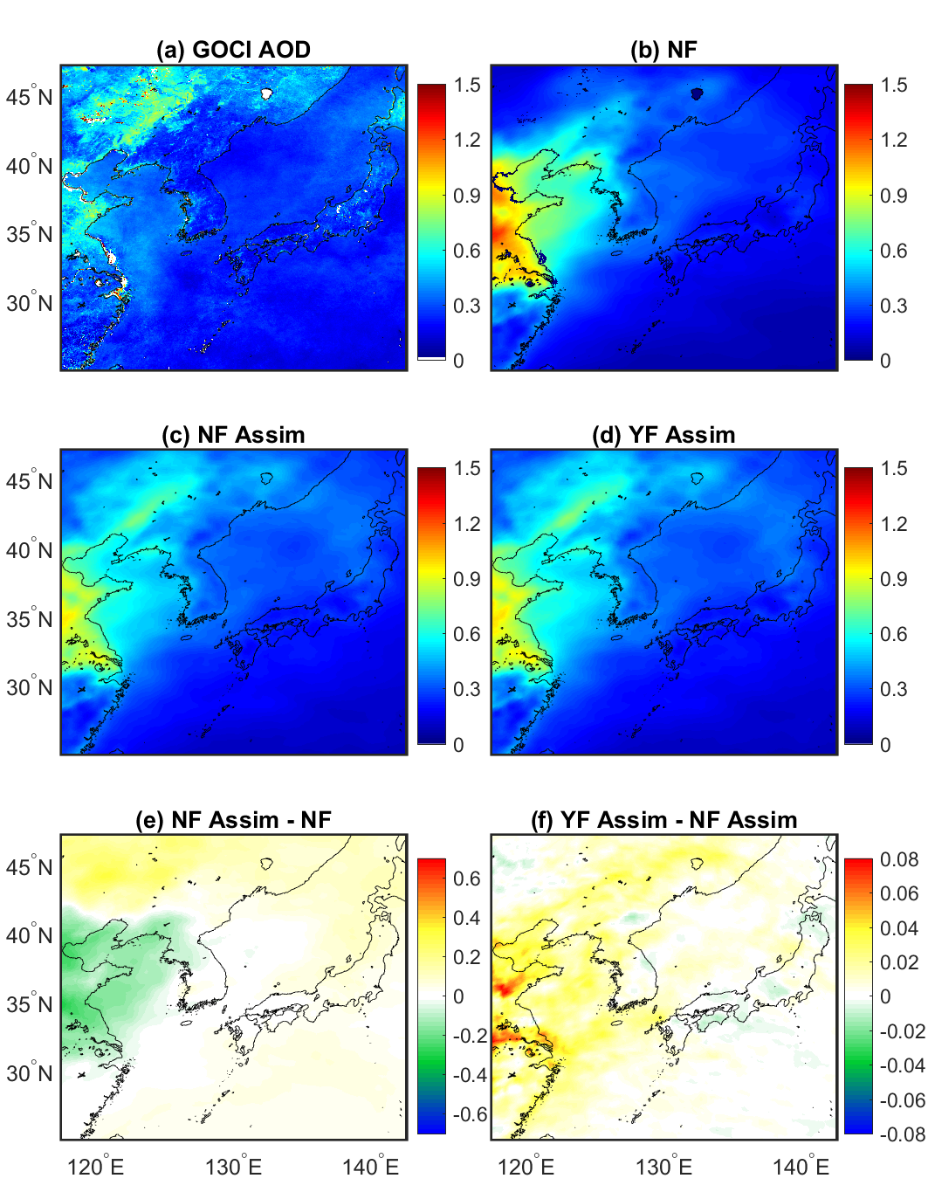 (a) GOCI AOD
(b) NF
45°N
40°N
35°N
30°N
1.5
1.2
0.9
0.6
0.3
0
1.5
1.2
0.9
0.6
0.3
0
(c) NF Assim
(d) YF Assim
45°N
40°N
35°N
30°N
1.5
1.2
0.9
0.6
0.3
0
1.5
1.2
0.9
0.6
0.3
0
(e) NF Assim - NF
(f) YF Assim - NF Assim
45°N
40°N
35°N
30°N
0.6
0.4
0.2
0
-0.2
-0.4
-0.6
0.08
0.06
0.04
0.02
0
-0.02
-0.04
-0.06
-0.08
120°E
130°E
140°E
120°E
130°E
140°E